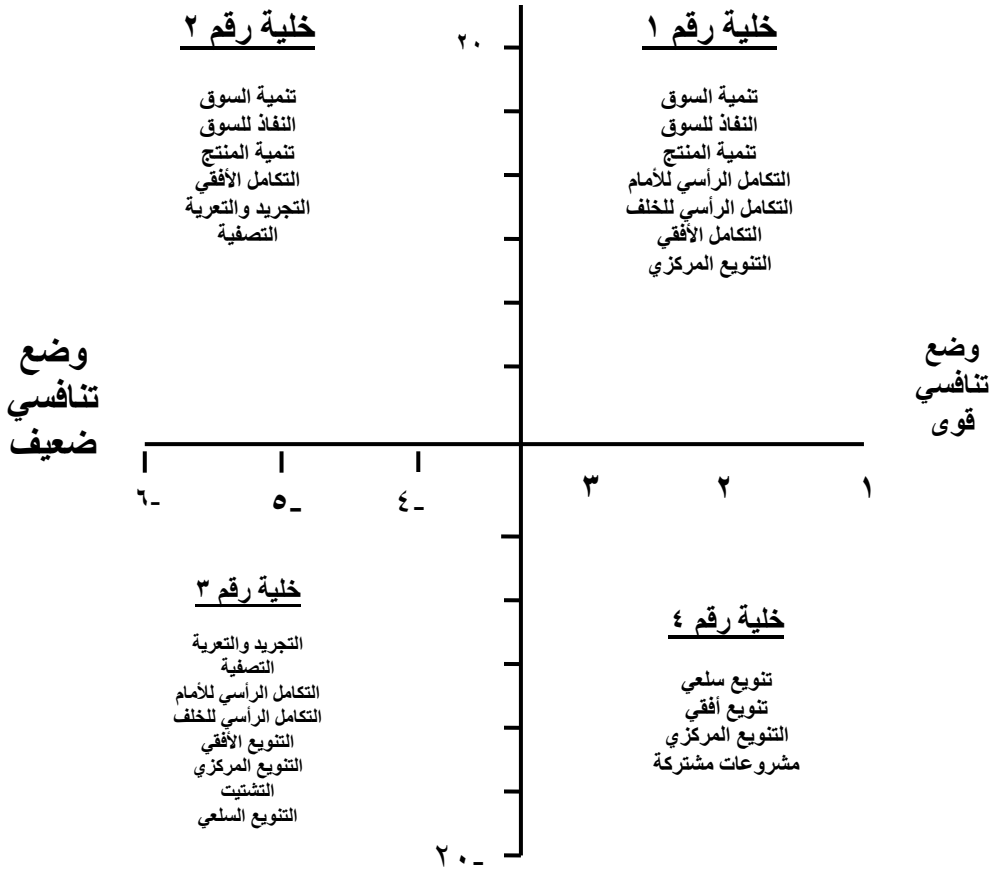 خلية رقم ١
تنمية السوق
النفاذ للسوق
تنمية المنتج
التكامل الرأسي للأمام
التكامل الرأسي للخلف
التكامل الأفقي
التنويع المركزي
٢٠
خلية رقم ٢
تنمية السوق
النفاذ للسوق
تنمية المنتج
التكامل الأفقي
التجريد والتعرية
التصفية
وضع
تنافسي
قوى
وضع
تنافسي
ضعيف
١
٢
٣
-٤
-٥
-٦
خلية رقم ٤
تنويع سلعي
تنويع أفقي
التنويع المركزي
مشروعات مشتركة
خلية رقم ٣
التجريد والتعرية
التصفية
التكامل الرأسي للأمام
التكامل الرأسي للخلف
التنويع الأفقي
التنويع المركزي
التشتيت
التنويع السلعي
-٢٠